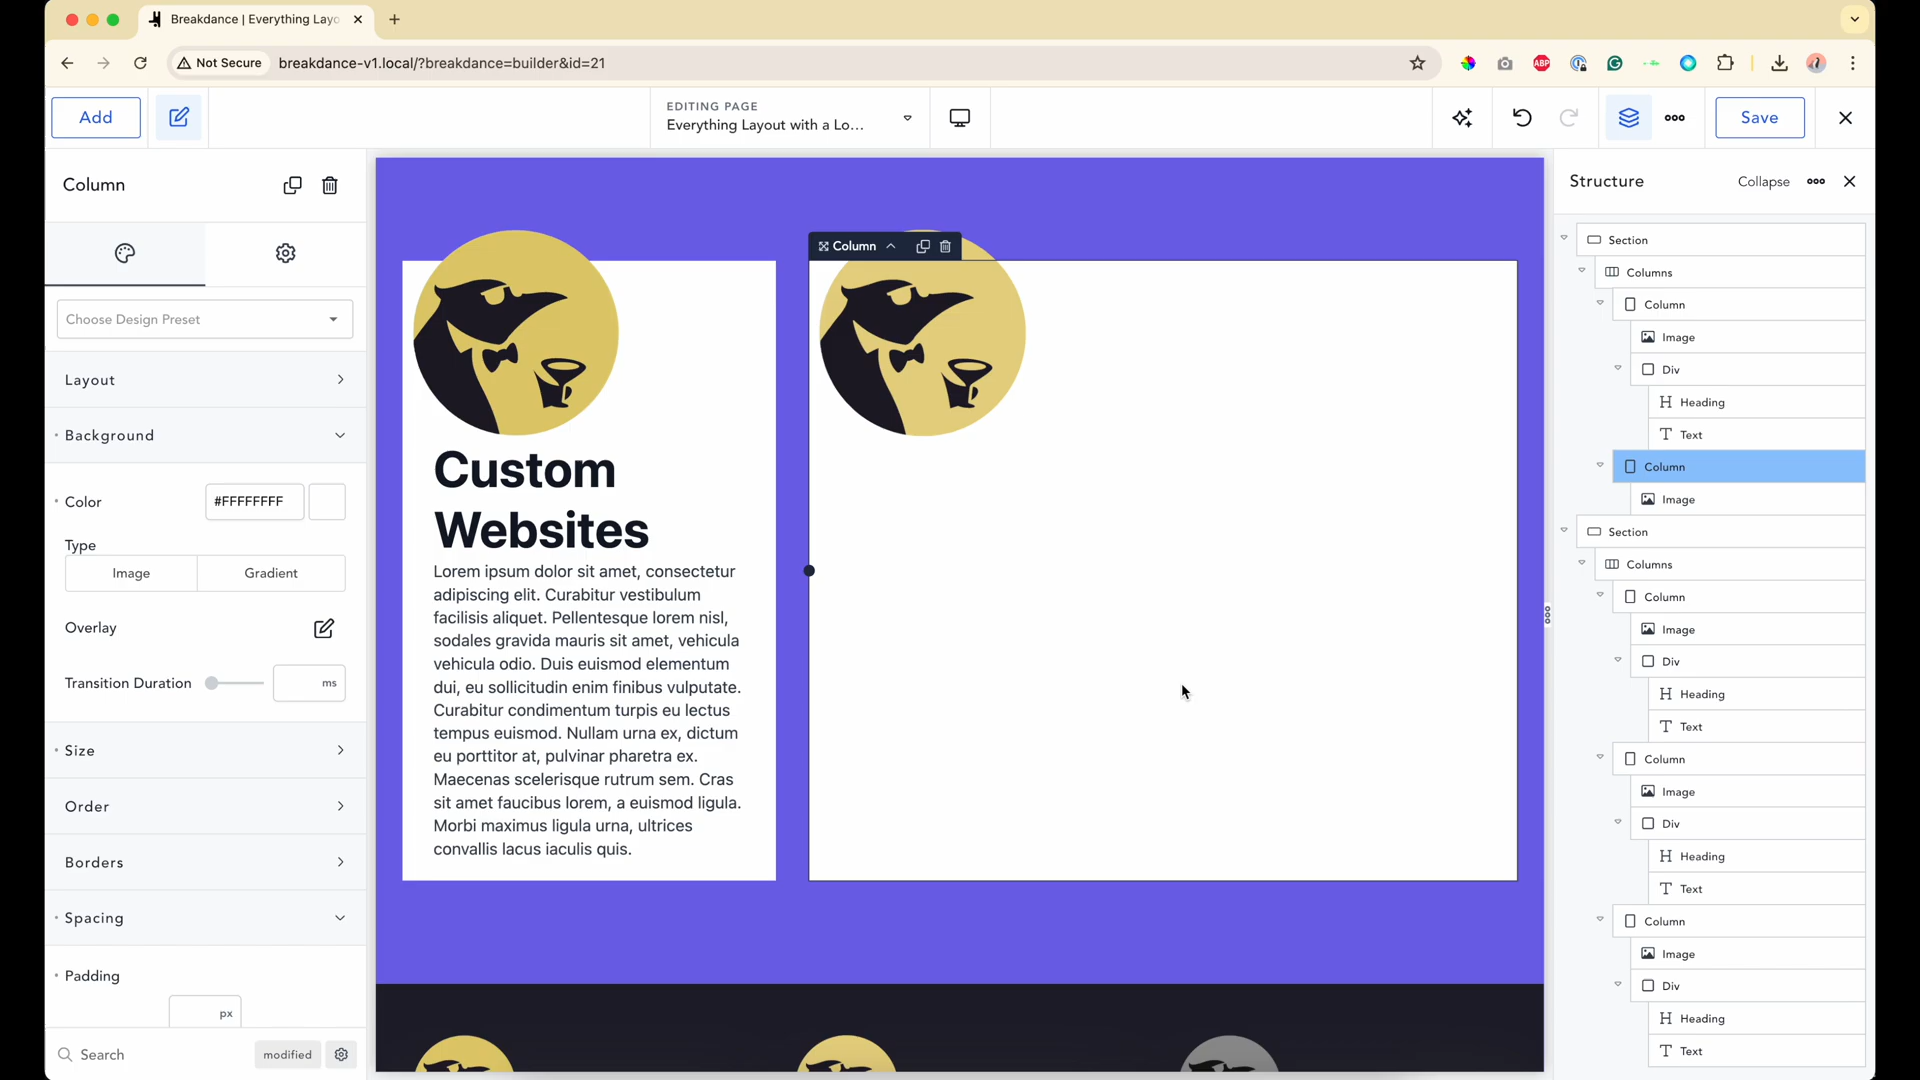 Breakdance | Everything Layo
Not Secure
breakdance-v1.local/?breakdance=builder&id=21
ABP
Add
EDITING PAGE
Everything Layout with a Lo...
Save
Column
Choose Design Preset
Layout
Background
Color
#FFFFFFFF
Type
Image
Gradient
Overlay
Transition Duration
ms
Size
Order
Borders
Spacing
Padding
px
Search
modified
Column
Custom
Websites
Lorem ipsum dolor sit amet, consectetur
adipiscing elit. Curabitur vestibulum
facilisis aliquet. Pellentesque lorem nisl,
sodales gravida mauris sit amet, vehicula
vehicula odio. Duis euismod elementum
dui, eu sollicitudin enim finibus vulputate.
Curabitur condimentum turpis eu lectus
tempus euismod. Nullam urna ex, dictum
eu porttitor at, pulvinar pharetra ex.
Maecenas scelerisque rutrum sem. Cras
sit amet faucibus lorem, a euismod ligula.
Morbi maximus ligula urna, ultrices
convallis lacus iaculis quis.
Structure
Collapse
Section
Columns
Column
Image
Div
Heading
Text
Column
Image
Section
Columns
Column
Image
Div
Heading
Text
Column
Image
Div
Heading
Text
Column
Image
Div
Heading
Text